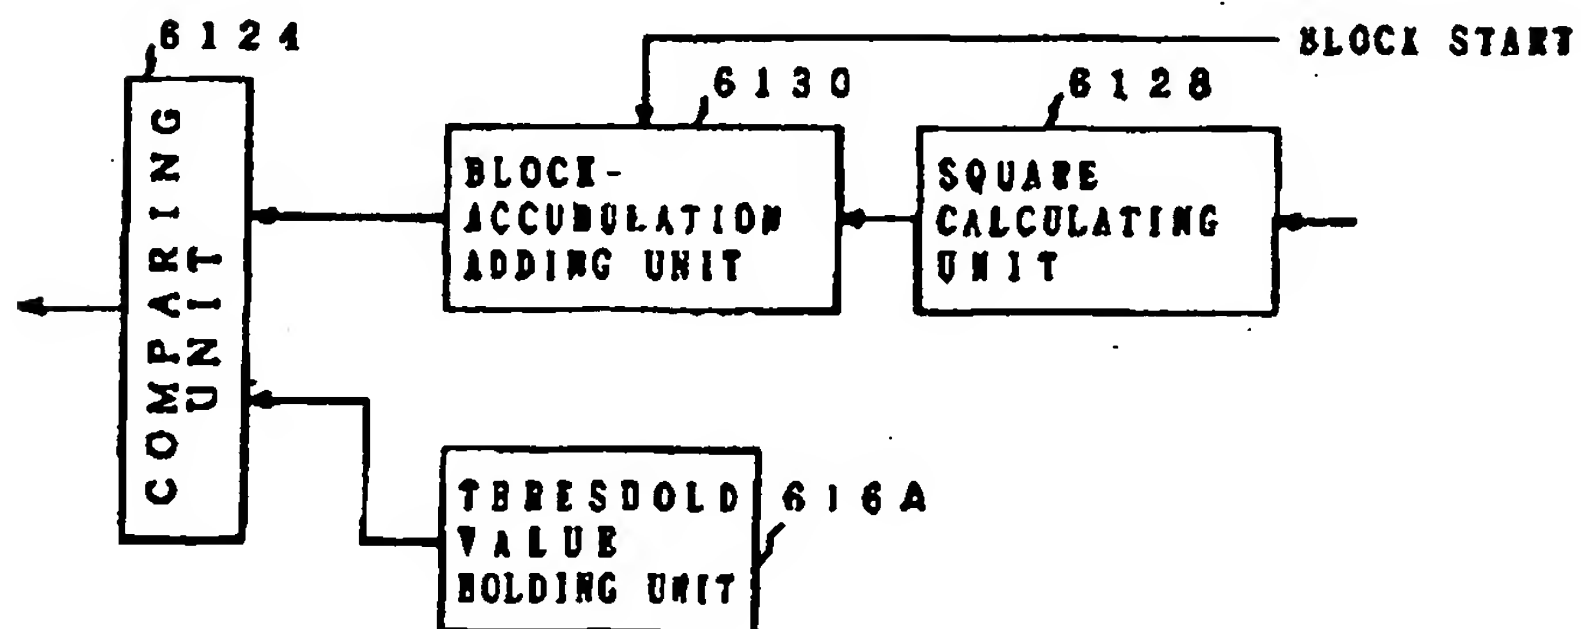 6124
BLOCK START
6130
6128
COMPARING
UNIT
BLOCK-
ACCUMULATION
ADDING UNIT
SQUARE
CALCULATING
UNIT
THRESHOLD
VALUE
HOLDING UNIT
616A